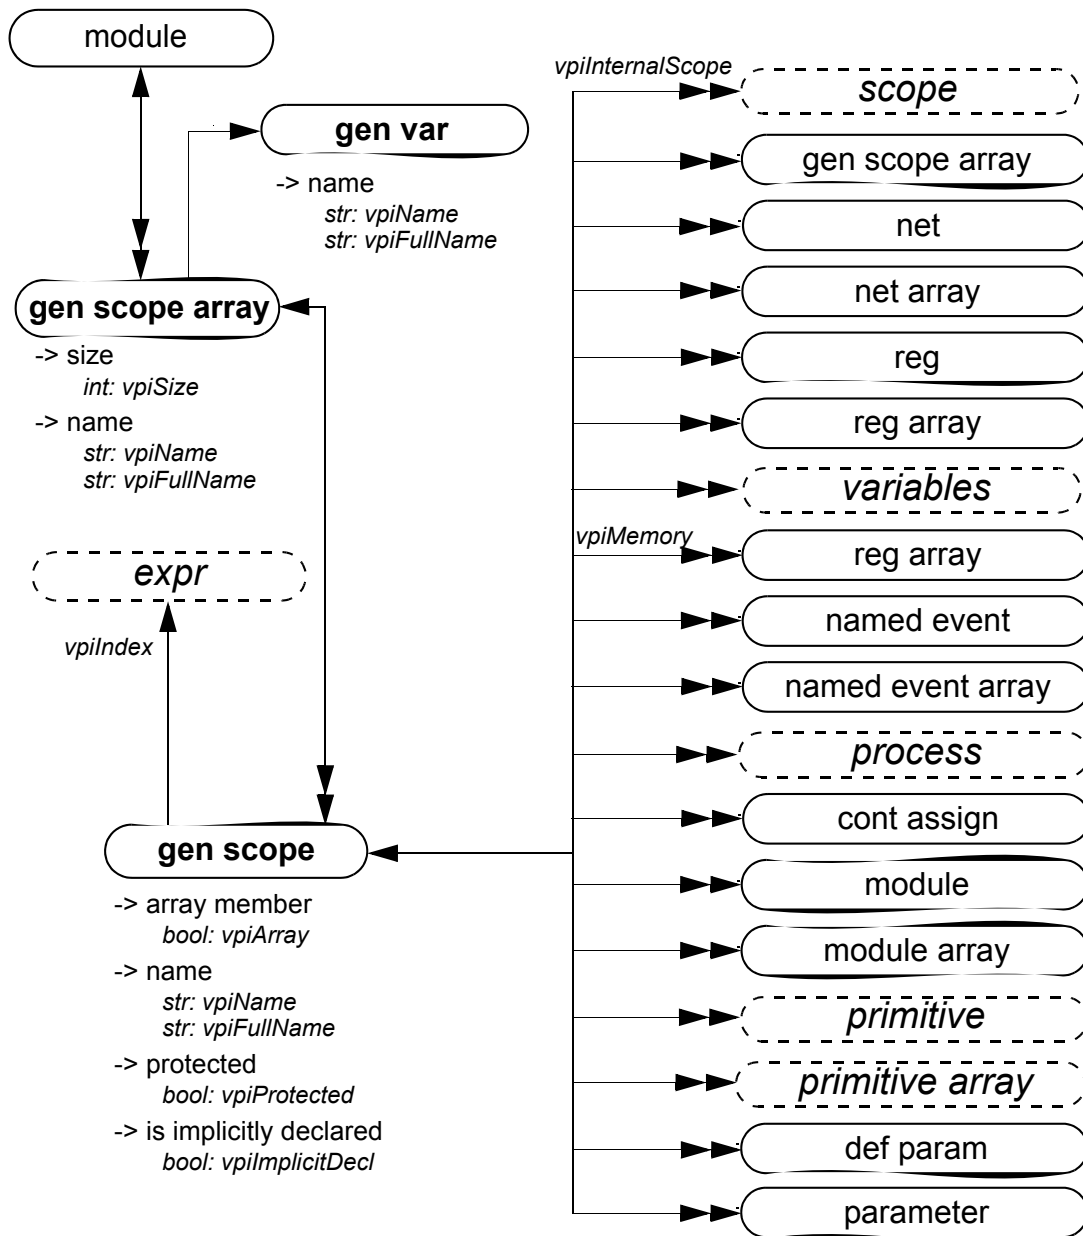 module
gen var
-> name
str: vpiName
str: vpiFullName
gen scope array
-> size
int: vpiSize
-> name
str: vpiName
str: vpiFullName
expr
vpiIndex
gen scope
-> array member
bool: vpiArray
-> name
str: vpiName
str: vpiFullName
-> protected
bool: vpiProtected
-> is implicitly declared
bool: vpiImplicitDecl
vpiInternalScope
scope
gen scope array
net
net array
reg
reg array
variables
vpiMemory
reg array
named event
named event array
process
cont assign
module
module array
primitive
primitive array
def param
parameter